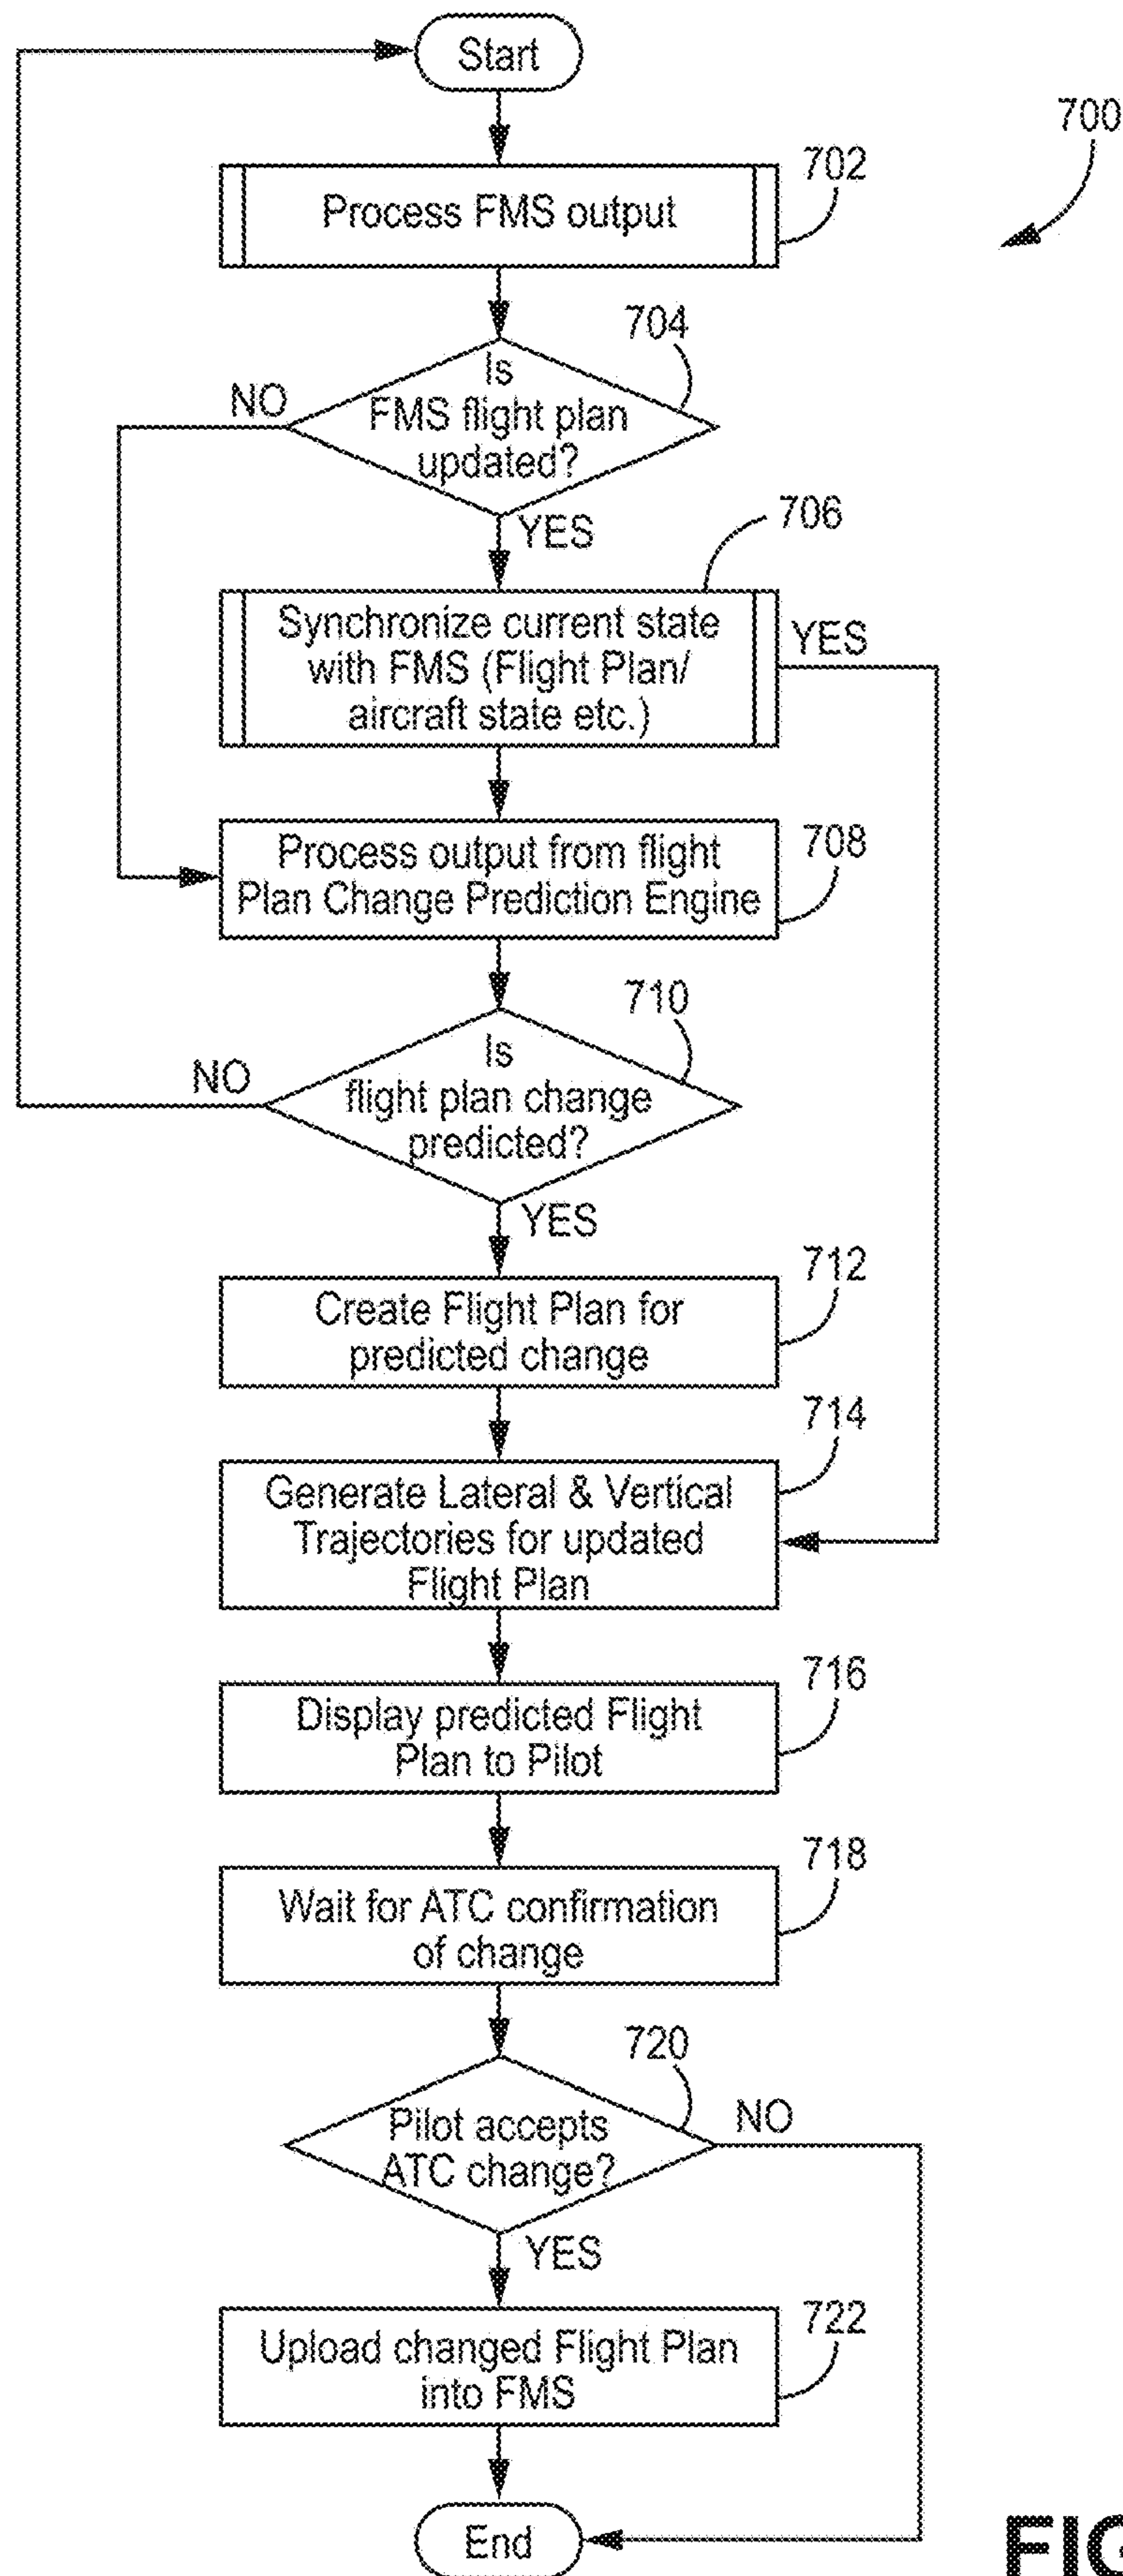 Start
700
702
Process FMS output
704
Is
FMS flight plan
updated?
NO
YES
706
Synchronize current state
with FMS (Flight Plan/
aircraft state etc.)
YES
Process output from flight
Plan Change Prediction Engine
708
710
Is
flight plan change
predicted?
NO
YES
712
Create Flight Plan for
predicted change
714
Generate Lateral & Vertical
Trajectories for updated
Flight Plan
716
Display predicted Flight
Plan to Pilot
718
Wait for ATC confirmation
of change
720
Pilot accepts
ATC change?
NO
YES
722
Upload changed Flight Plan
into FMS
End